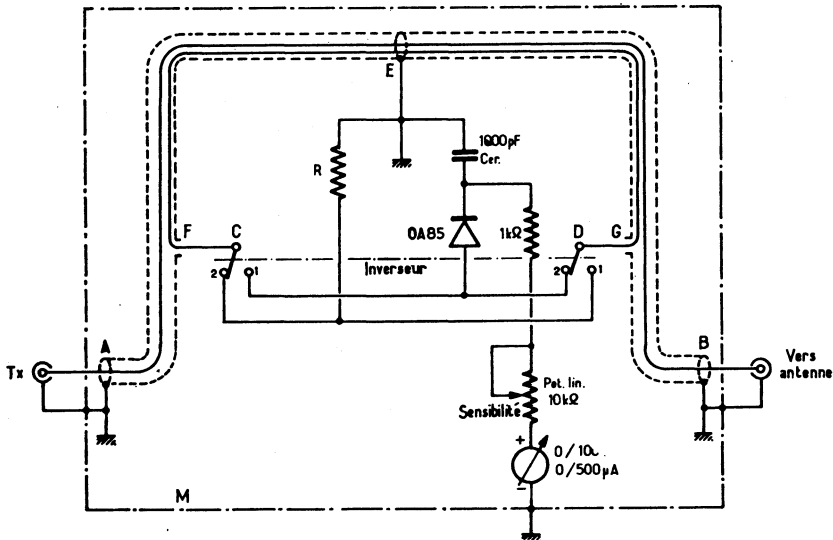 E
1000pF
Cer.
R
F C
OA85
1kΩ
D G
2 1
Inverseur
2 1
A
B
Tx
Vers
antenne
Pot. lin.
10kΩ
Sensibilité
+
0/500µA
-
M